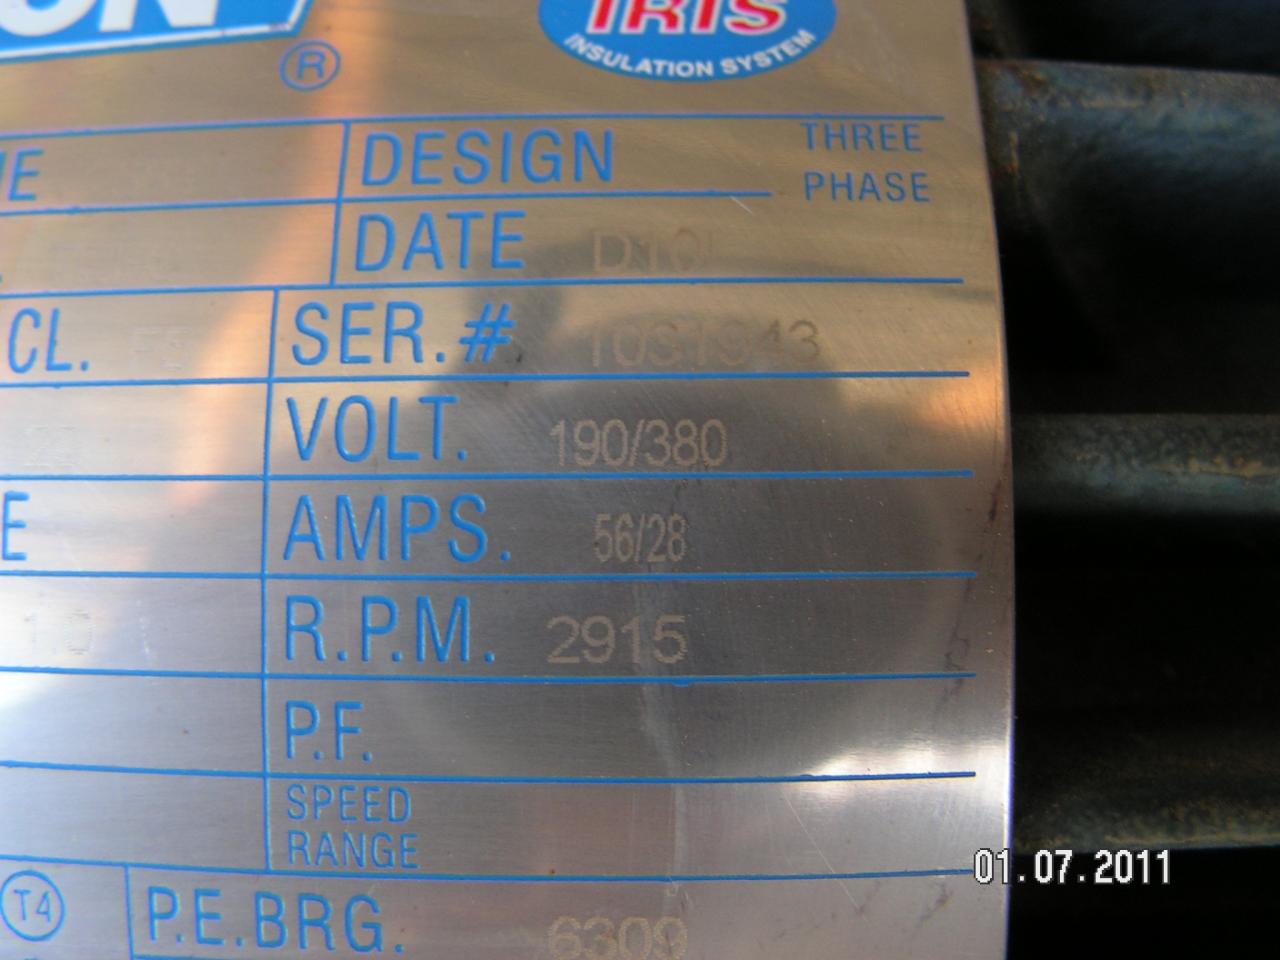 ON
®
IRIS
INSULATION SYSTEM
DESIGN
THREE
PHASE
DATE
CL.
SER.#
VOLT. 190/380
E AMPS. 56/28
R.P.M. 2915
P.F.
SPEED
RANGE
T4 P.E.BRG. 6309
01.07.2011